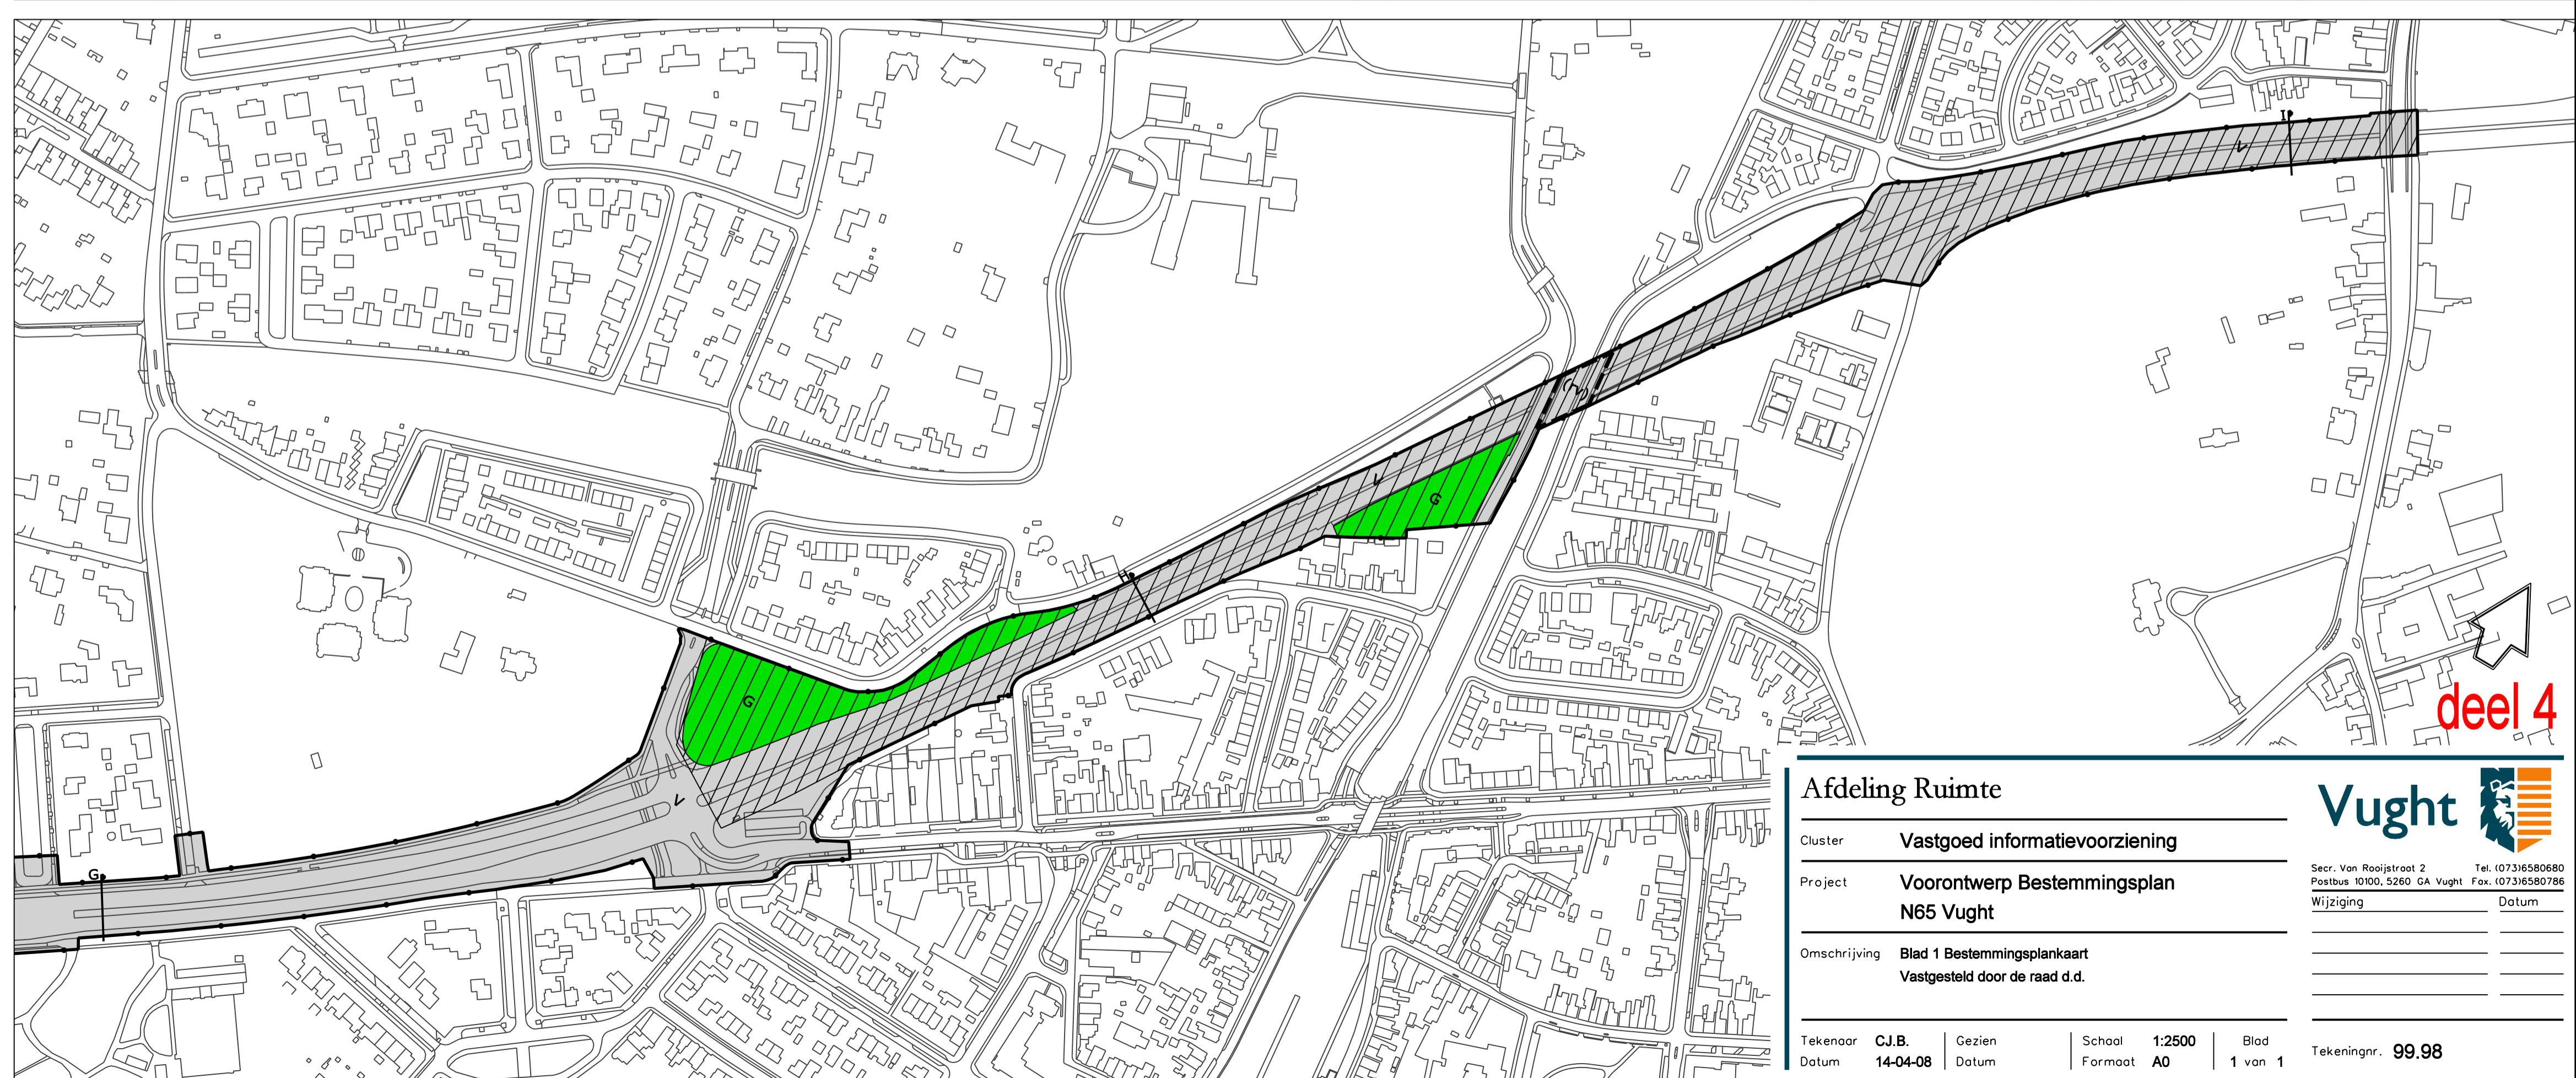 I
V
(V)
V
G
H
G
V
G
deel 4
Afdeling Ruimte
Cluster Vastgoed informatievoorziening
Project Voorontwerp Bestemmingsplan
N65 Vught
Omschrijving Blad 1 Bestemmingsplankaart
Vastgesteld door de raad d.d.
Tekenaar CJ.B. Gezien Schaal 1:2500 Blad
Datum 14-04-08 Datum Formaat A0 1 van 1
Vught
Secr. Van Rooijstraat 2 Tel. (073)6580680
Postbus 10100, 5260 GA Vught Fax. (073)6580786
Wijziging Datum
Tekeningnr. 99.98